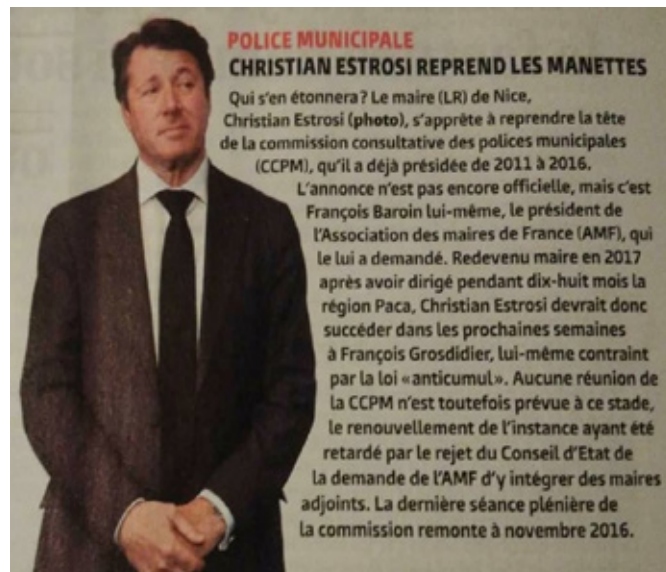 POLICE MUNICIPALE
CHRISTIAN ESTROSI REPREND LES MANETTES
Qui s'en étonnera? Le maire (LR) de Nice,
Christian Estrosi (photo), s'apprête à reprendre la tête
de la commission consultative des polices municipales
(CCPM), qu'il a déjà présidée de 2011 à 2016.
L'annonce n'est pas encore officielle, mais c'est
François Baroin lui-même, le président de
l'Association des maires de France (AMF), qui
le lui a demandé. Redevenu maire en 2017
après avoir dirigé pendant dix-huit mois la
région Paca, Christian Estrosi devrait donc
succéder dans les prochaines semaines
à François Grosdidier, lui-même contraint
par la loi «anticumul». Aucune réunion de
la CCPM n'est toutefois prévue à ce stade,
le renouvellement de l'instance ayant été
retardé par le rejet du Conseil d'Etat de
la demande de l'AMF d'y intégrer des maires
adjoints. La dernière séance plénière de
la commission remonte à novembre 2016.